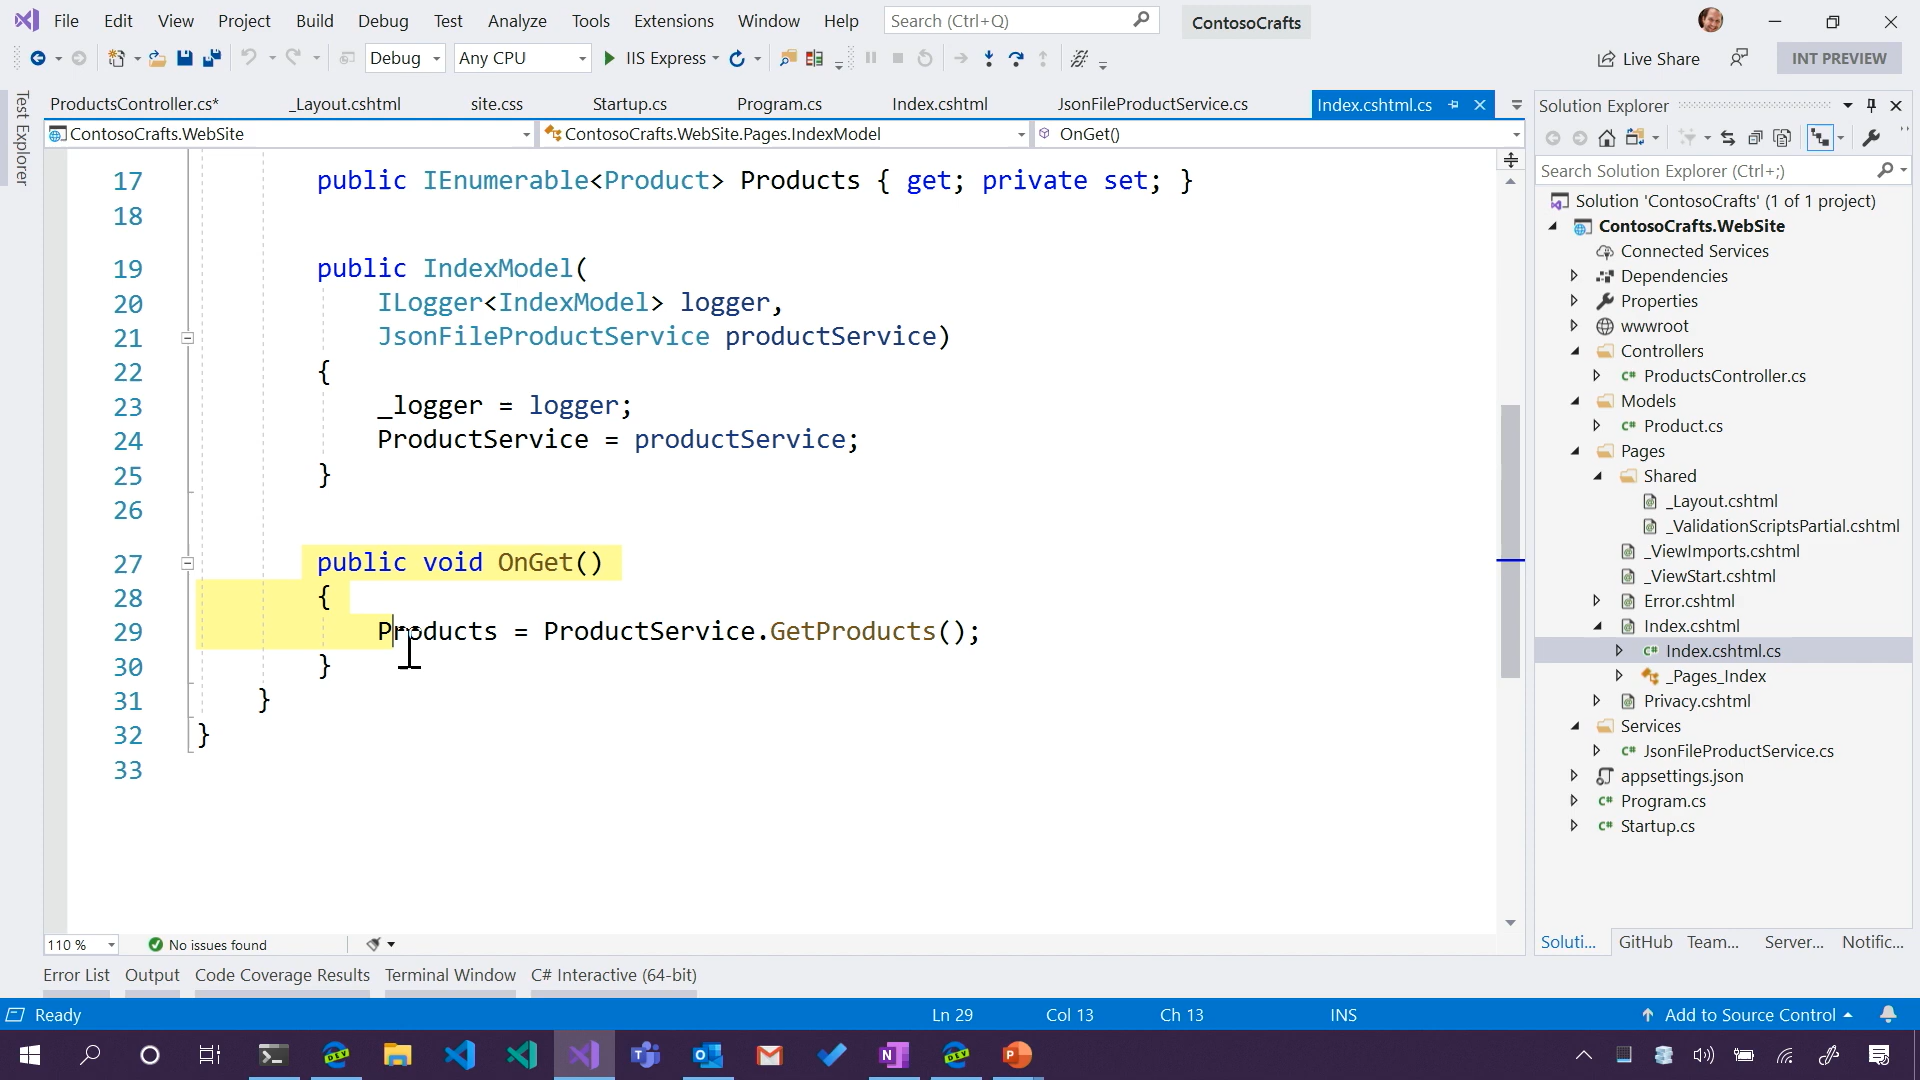 File Edit View Project Build Debug Test Analyze Tools Extensions Window Help Search (Ctrl+Q) ContosoCrafts
Debug Any CPU IIS Express Live Share INT PREVIEW
Test Explorer
ProductsController.cs* _Layout.cshtml site.css Startup.cs Program.cs Index.cshtml JsonFileProductService.cs Index.cshtml.cs
ContosoCrafts.WebSite ContosoCrafts.WebSite.Pages.IndexModel OnGet()
17 public IEnumerable<Product> Products { get; private set; }
18
19 public IndexModel(
20 ILogger<IndexModel> logger,
21 JsonFileProductService productService)
22 {
23 _logger = logger;
24 ProductService = productService;
25 }
26
27 public void OnGet()
28 {
29 Products = ProductService.GetProducts();
30 }
31 }
32 }
33
110 % No issues found
Error List Output Code Coverage Results Terminal Window C# Interactive (64-bit)
Solution Explorer
Search Solution Explorer (Ctrl+;)
Solution 'ContosoCrafts' (1 of 1 project)
ContosoCrafts.WebSite
Connected Services
Dependencies
Properties
wwwroot
Controllers
C# ProductsController.cs
Models
C# Product.cs
Pages
Shared
_Layout.cshtml
_ValidationScriptsPartial.cshtml
_ViewImports.cshtml
_ViewStart.cshtml
Error.cshtml
Index.cshtml
C# Index.cshtml.cs
_Pages_Index
Privacy.cshtml
Services
C# JsonFileProductService.cs
appsettings.json
C# Program.cs
C# Startup.cs
Soluti... GitHub Team... Server... Notific...
Ready Ln 29 Col 13 Ch 13 INS Add to Source Control
DEV DEV